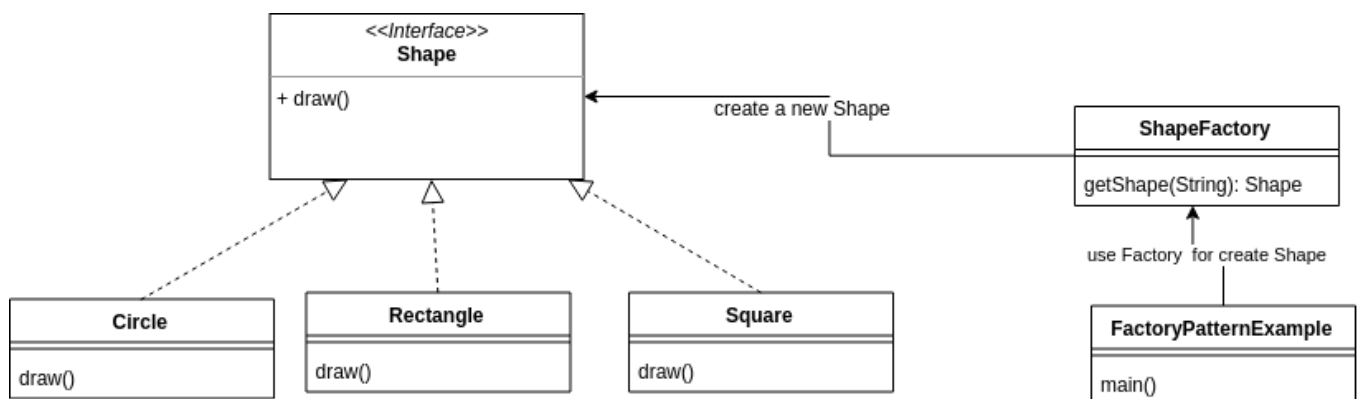 <<Interface>>
Shape
+ draw()
create a new Shape
ShapeFactory
getShape(String): Shape
use Factory for create Shape
Circle
draw()
Rectangle
draw()
Square
draw()
FactoryPatternExample
main()